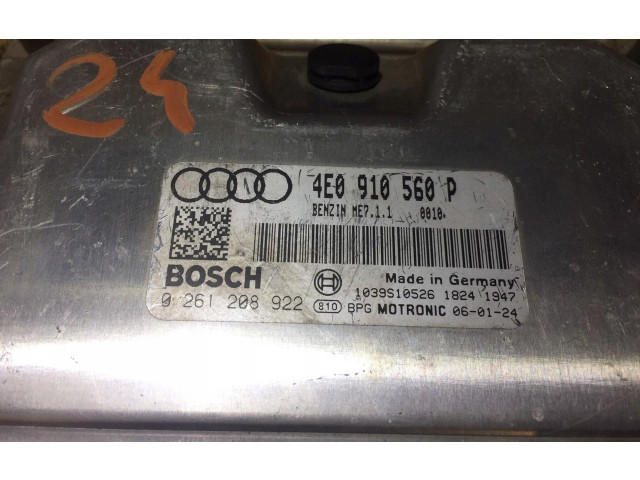 24
4E0 910 560 P
BENZIN ME7.1.1 0010
BOSCH
Made in Germany
1039S10526 1824 1947
0 261 208 922
810 BPG MOTRONIC 06-01-24